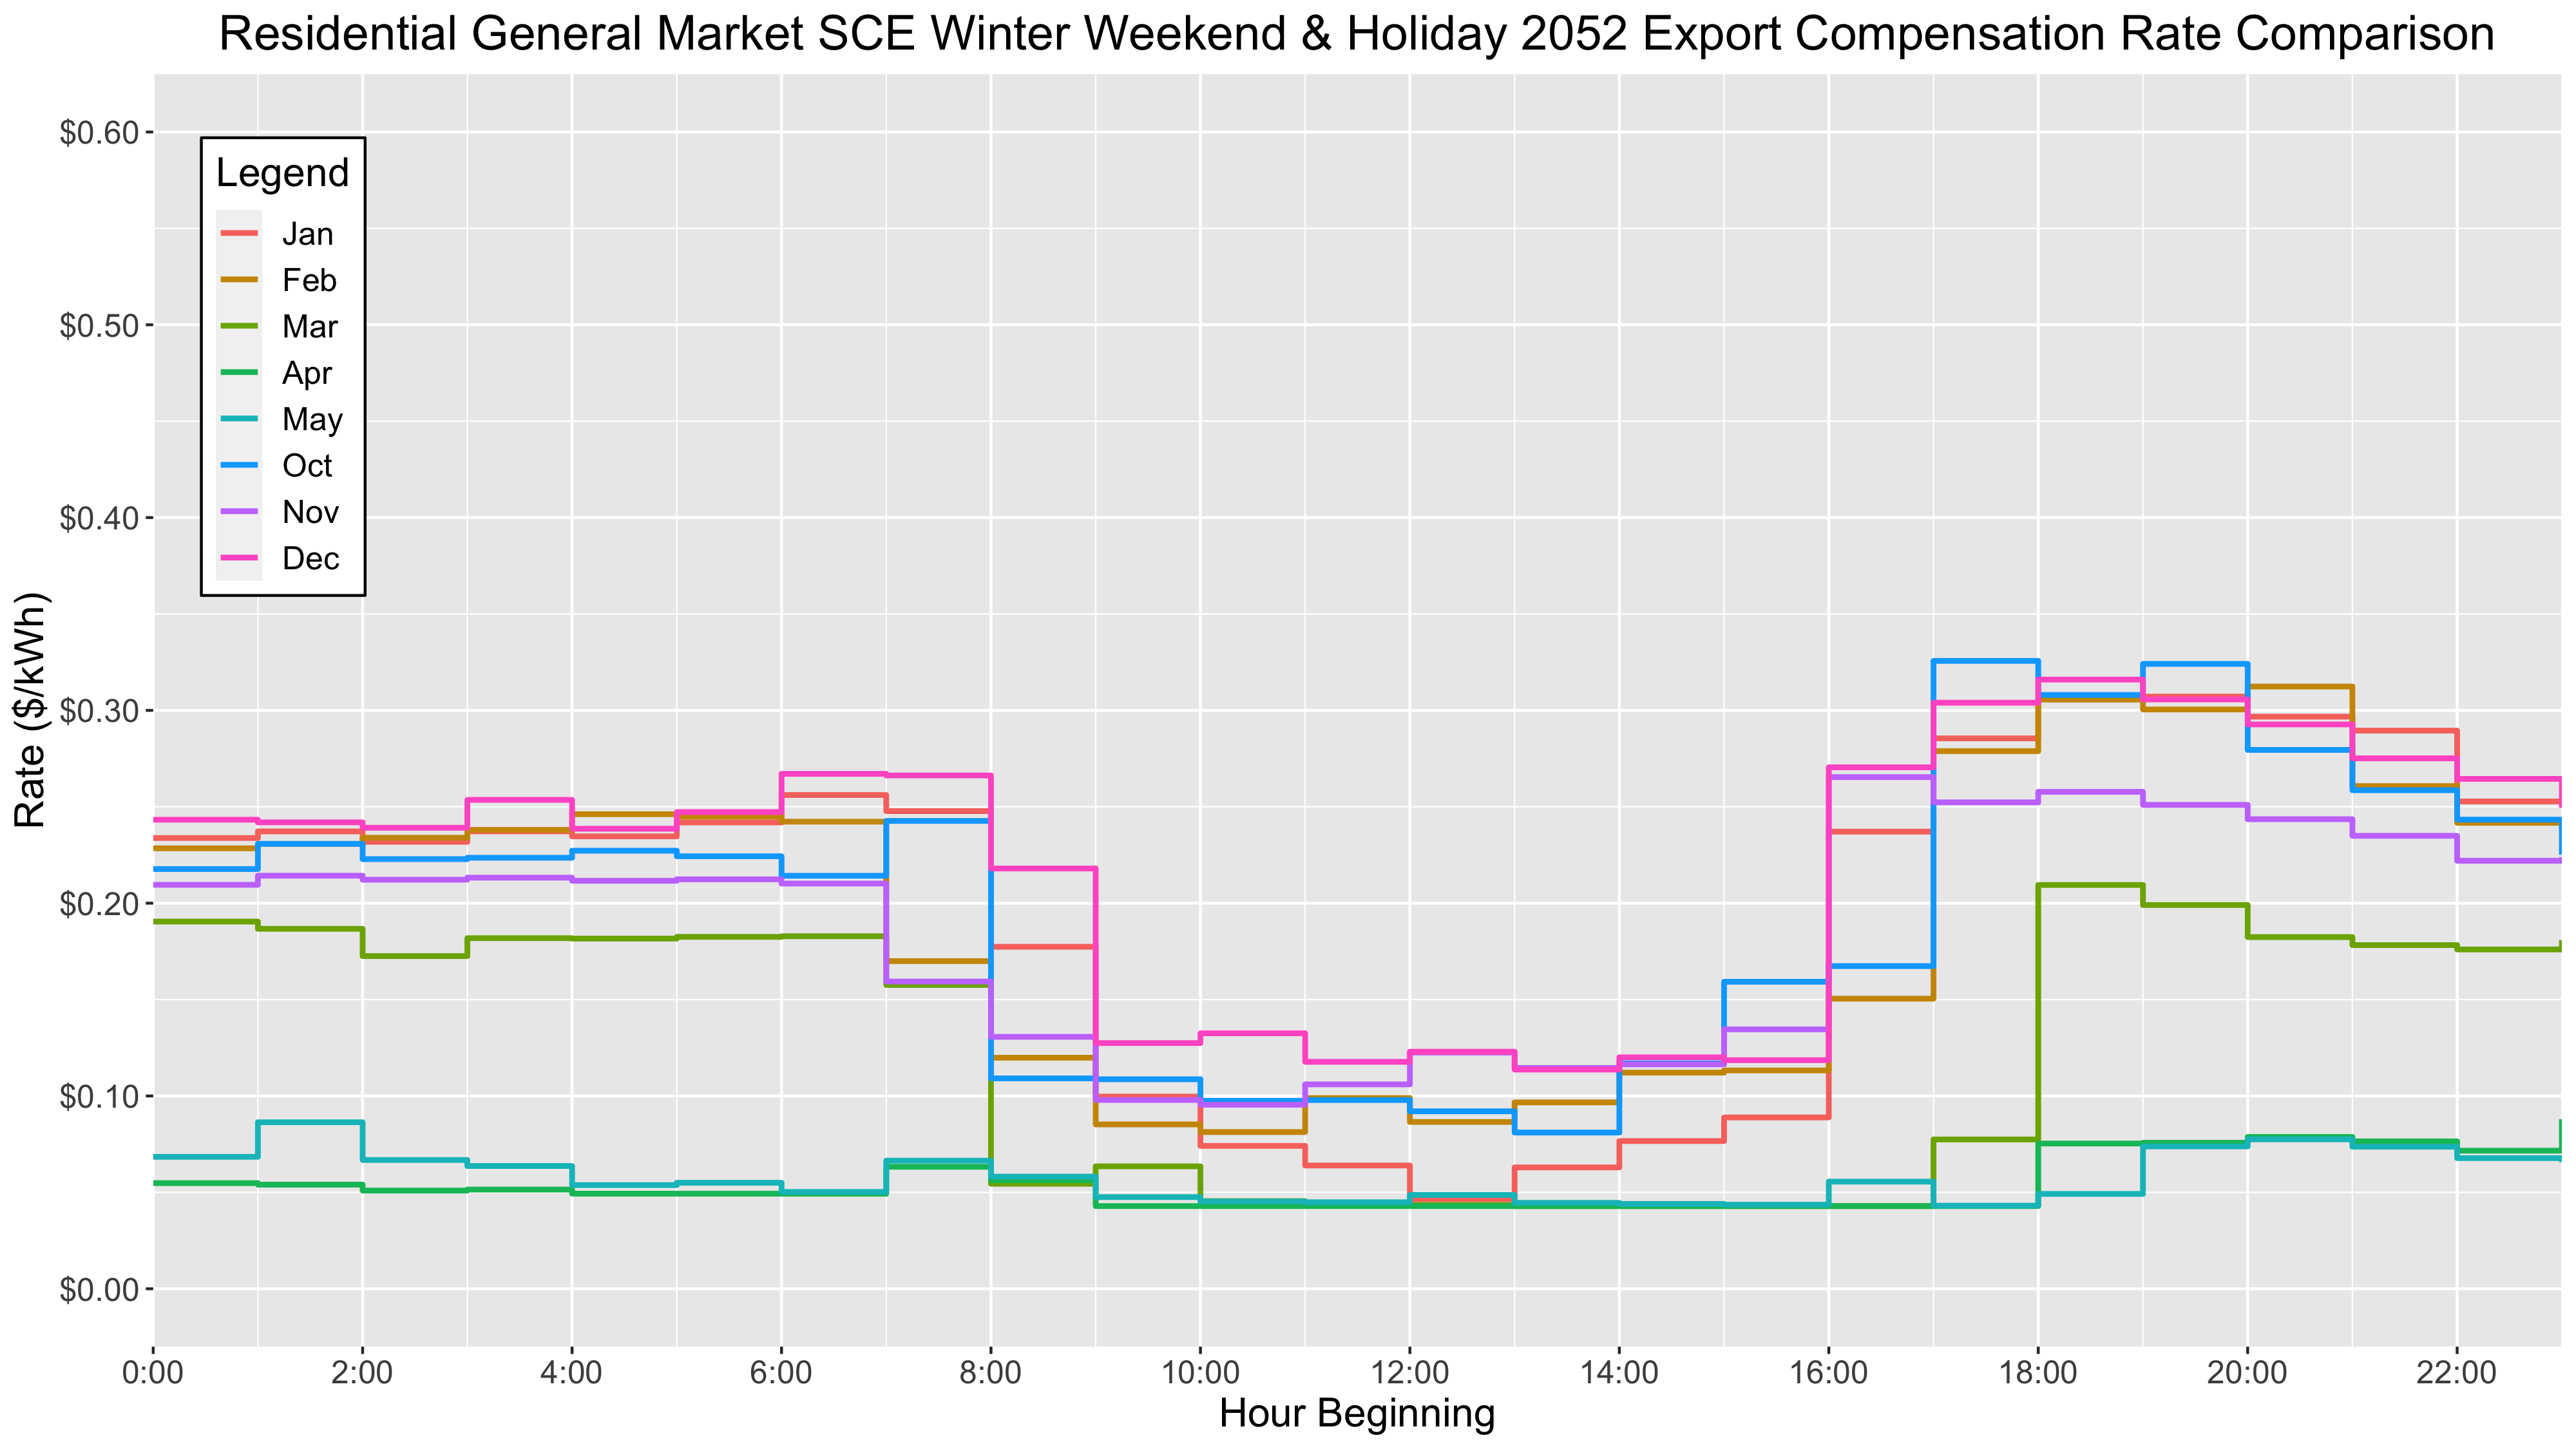 Residential General Market SCE Winter Weekend & Holiday 2052 Export Compensation Rate Comparison
$0.60
$0.50
$0.40
$0.30
$0.20
$0.10
$0.00
Rate ($/kWh)
Legend
Jan
Feb
Mar
Apr
May
Oct
Nov
Dec
0:00 2:00 4:00 6:00 8:00 10:00 12:00 14:00 16:00 18:00 20:00 22:00
Hour Beginning